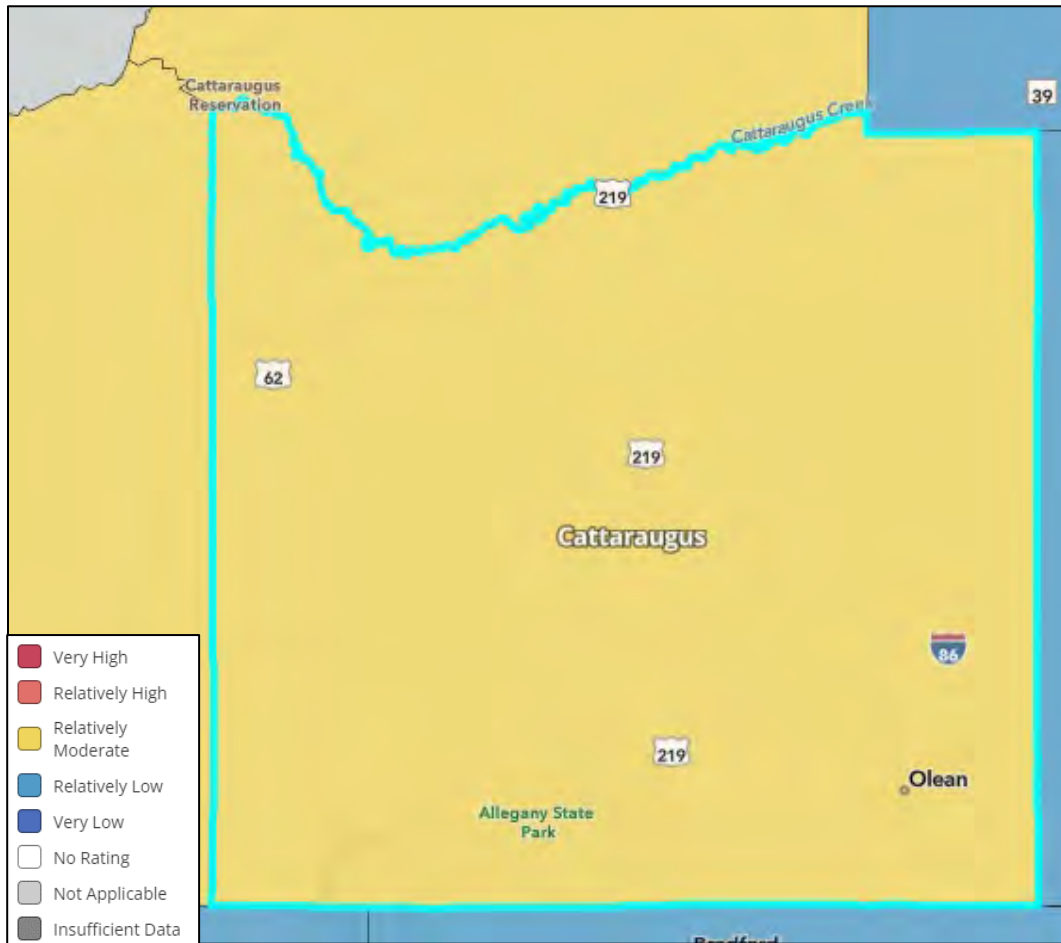 Cattaraugus
Reservation
39
Cattaraugus Creek
219
62
219
Cattaraugus
86
219
Olean
Allegany State
Park
Very High
Relatively High
Relatively
Moderate
Relatively Low
Very Low
No Rating
Not Applicable
Insufficient Data
Bradford